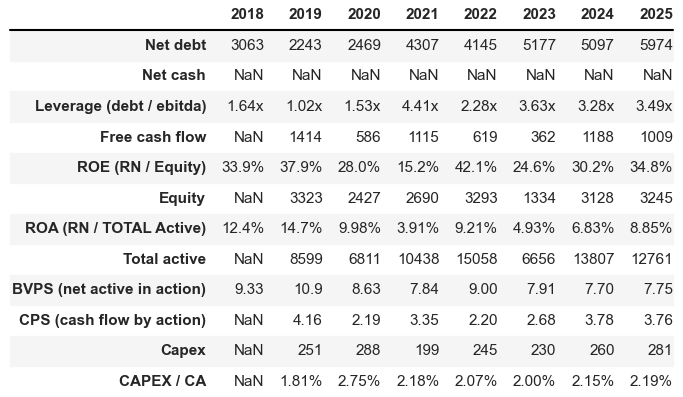 2018 2019 2020 2021 2022 2023 2024 2025
Net debt 3063 2243 2469 4307 4145 5177 5097 5974
Net cash NaN NaN NaN NaN NaN NaN NaN NaN
Leverage (debt / ebitda) 1.64x 1.02x 1.53x 4.41x 2.28x 3.63x 3.28x 3.49x
Free cash flow NaN 1414 586 1115 619 362 1188 1009
ROE (RN / Equity) 33.9% 37.9% 28.0% 15.2% 42.1% 24.6% 30.2% 34.8%
Equity NaN 3323 2427 2690 3293 1334 3128 3245
ROA (RN / TOTAL Active) 12.4% 14.7% 9.98% 3.91% 9.21% 4.93% 6.83% 8.85%
Total active NaN 8599 6811 10438 15058 6656 13807 12761
BVPS (net active in action) 9.33 10.9 8.63 7.84 9.00 7.91 7.70 7.75
CPS (cash flow by action) NaN 4.16 2.19 3.35 2.20 2.68 3.78 3.76
Capex NaN 251 288 199 245 230 260 281
CAPEX / CA NaN 1.81% 2.75% 2.18% 2.07% 2.00% 2.15% 2.19%